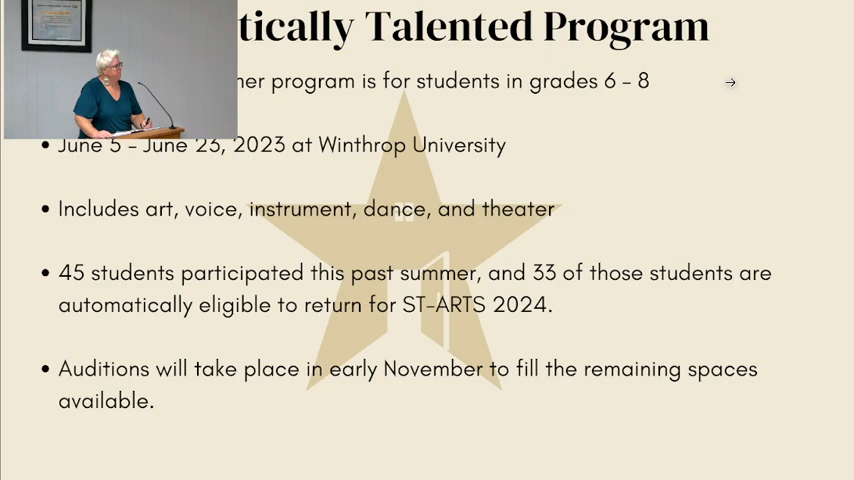 tically Talented Program
program is for students in grades 6 – 8
• June 5 – June 23, 2023 at Winthrop University
• Includes art, voice, instrument, dance, and theater
• 45 students participated this past summer, and 33 of those students are
automatically eligible to return for ST-ARTS 2024.
• Auditions will take place in early November to fill the remaining spaces
available.